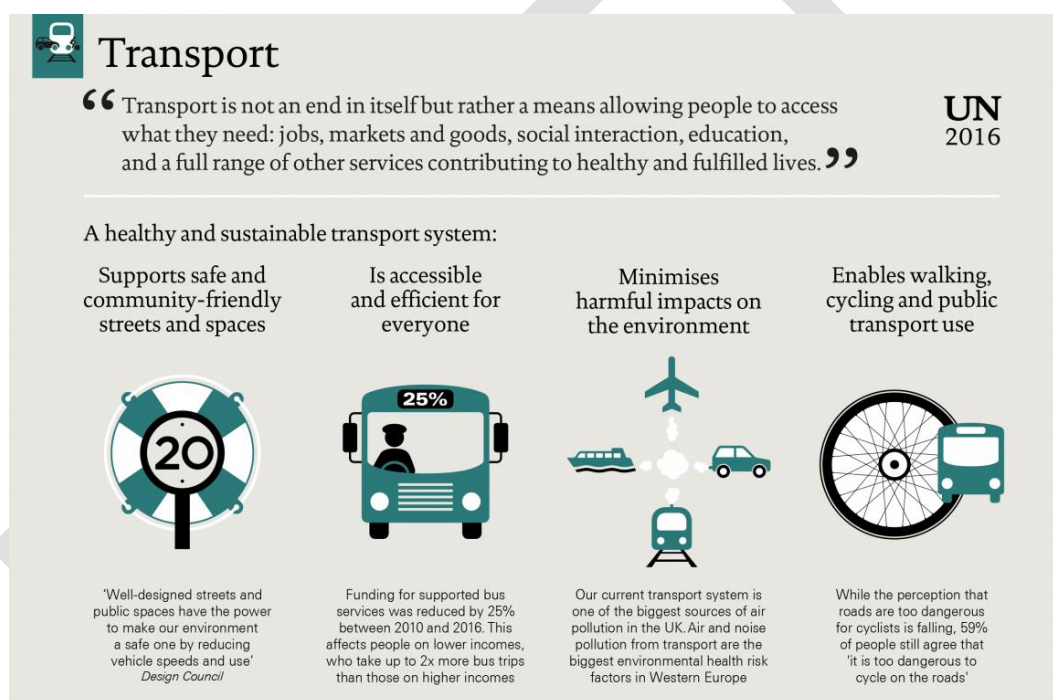 Transport
“ Transport is not an end in itself but rather a means allowing people to access
what they need: jobs, markets and goods, social interaction, education,
and a full range of other services contributing to healthy and fulfilled lives. ”
UN
2016
A healthy and sustainable transport system:
Supports safe and
community-friendly
streets and spaces
20
'Well-designed streets and
public spaces have the power
to make our environment
a safe one by reducing
vehicle speeds and use'
Design Council
Is accessible
and efficient for
everyone
25%
Funding for supported bus
services was reduced by 25%
between 2010 and 2016. This
affects people on lower incomes,
who take up to 2x more bus trips
than those on higher incomes
Minimises
harmful impacts on
the environment
Our current transport system is
one of the biggest sources of air
pollution in the UK. Air and noise
pollution from transport are the
biggest environmental health risk
factors in Western Europe
Enables walking,
cycling and public
transport use
While the perception that
roads are too dangerous
for cyclists is falling, 59%
of people still agree that
'it is too dangerous to
cycle on the roads'